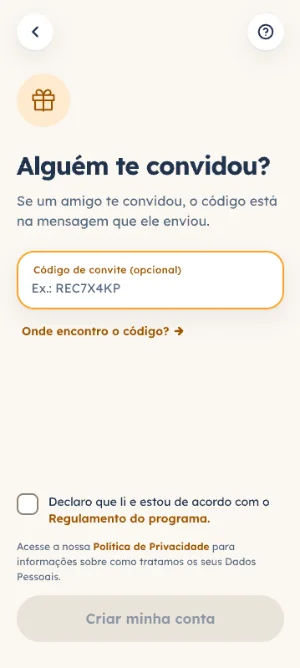 Alguém te convidou?
Se um amigo te convidou, o código está
na mensagem que ele enviou.
Código de convite (opcional)
Ex.: REC7X4KP
Onde encontro o código? →
Declaro que li e estou de acordo com o
Regulamento do programa.
Acesse a nossa Política de Privacidade para
informações sobre como tratamos os seus Dados
Pessoais.
Criar minha conta